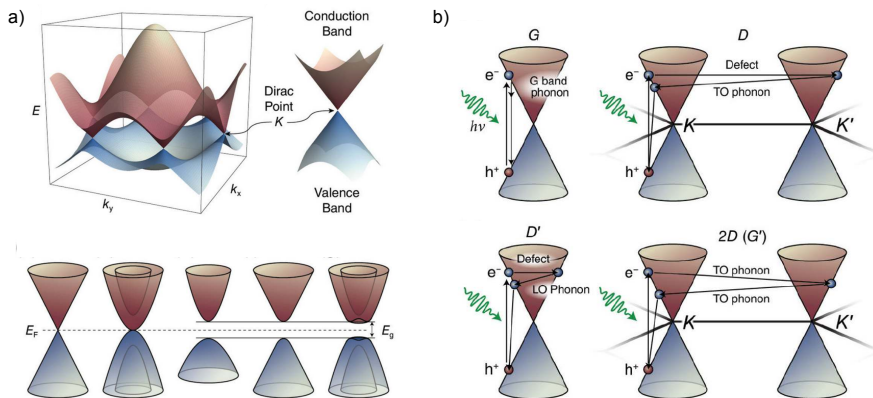 a)
Conduction
Band
E
Dirac
Point
K
k_y
k_x
Valence
Band
E_F
E_g
b)
G
e⁻
G band
phonon
hν
h⁺
D
e⁻
Defect
TO phonon
K
K'
h⁺
D'
e⁻
Defect
LO Phonon
h⁺
2D (G')
e⁻
TO phonon
TO phonon
K
K'
h⁺